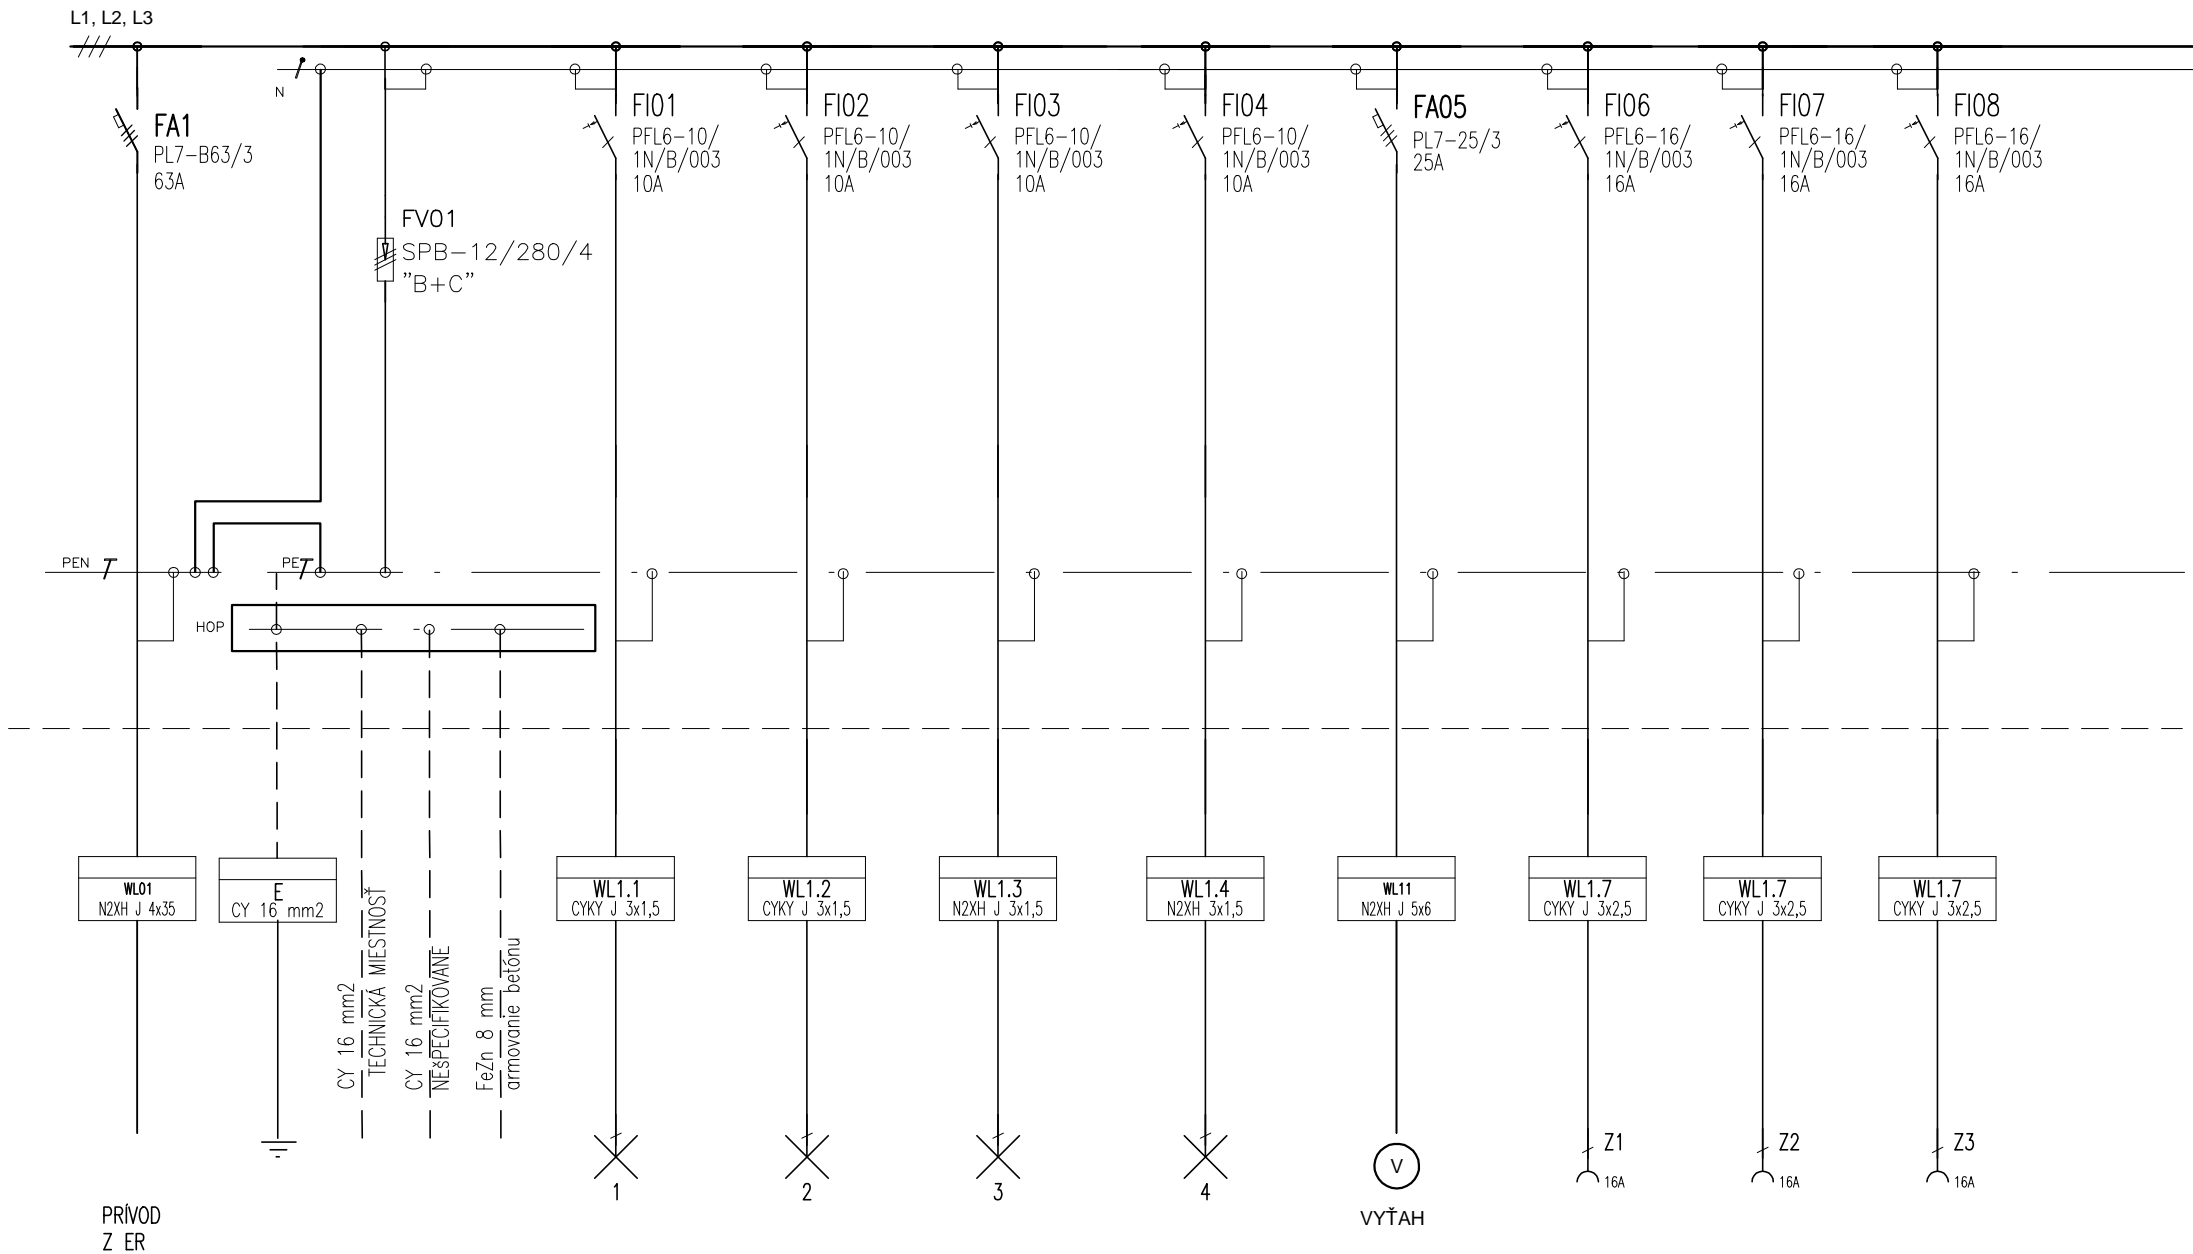 L1, L2, L3
N
FA1
PL7-B63/3
63A
FV01
SPB-12/280/4
"B+C"
FI01
PFL6-10/
1N/B/003
10A
FI02
PFL6-10/
1N/B/003
10A
FI03
PFL6-10/
1N/B/003
10A
FI04
PFL6-10/
1N/B/003
10A
FA05
PL7-25/3
25A
FI06
PFL6-16/
1N/B/003
16A
FI07
PFL6-16/
1N/B/003
16A
FI08
PFL6-16/
1N/B/003
16A
PEN
PE
HOP
WL01
N2XH J 4x35
E
CY 16 mm2
CY 16 mm2
TECHNICKÁ MIESTNOSŤ
CY 16 mm2
NEšPECIFIKOVANÉ
FeZn 8 mm
armovanie betónu
WL1.1
CYKY J 3x1,5
WL1.2
CYKY J 3x1,5
WL1.3
N2XH J 3x1,5
WL1.4
N2XH 3x1,5
WL11
N2XH J 5x6
WL1.7
CYKY J 3x2,5
WL1.7
CYKY J 3x2,5
WL1.7
CYKY J 3x2,5
PRÍVOD
Z ER
1
2
3
4
V
VÝŤAH
Z1
16A
Z2
16A
Z3
16A